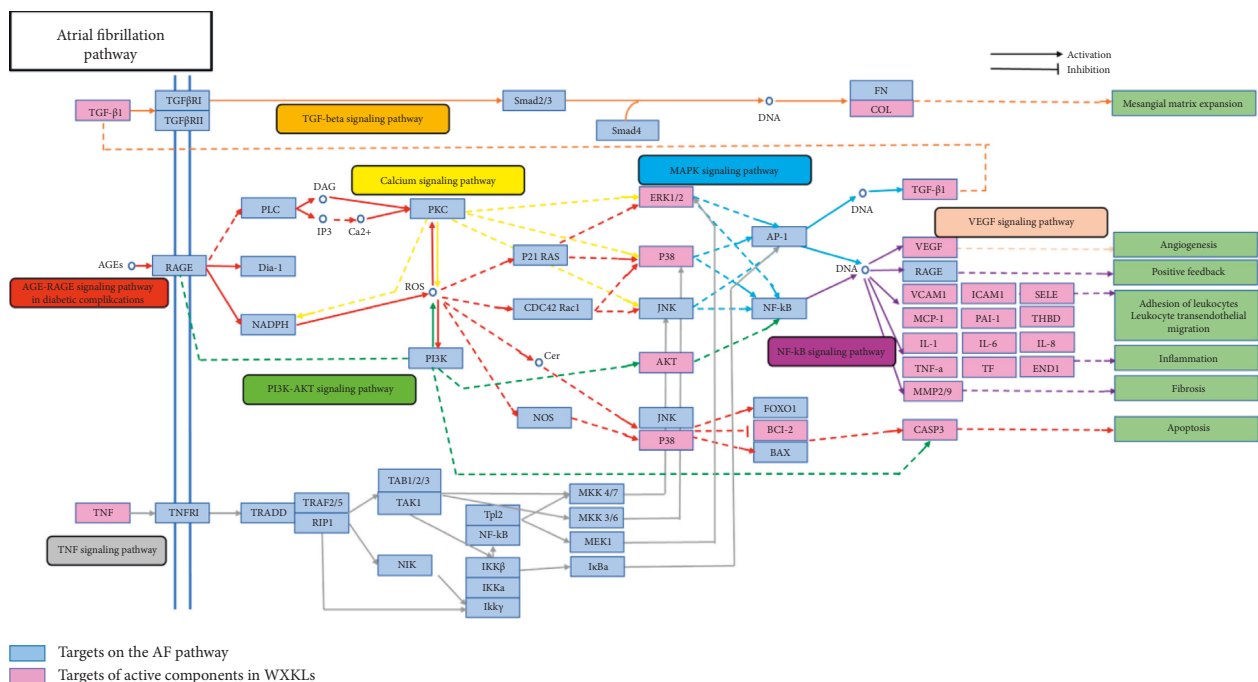 Atrial fibrillation
pathway
Activation
Inhibition
TGF-β1
TGFβRI
TGFβRII
TGF-beta signaling pathway
Smad2/3
Smad4
DNA
FN
COL
Mesangial matrix expansion
Calcium signaling pathway
MAPK signaling pathway
DAG
PLC
IP3
Ca2+
PKC
ERK1/2
TGF-β1
DNA
VEGF signaling pathway
AP-1
AGEs
RAGE
Dia-1
P21 RAS
P38
DNA
VEGF
Angiogenesis
RAGE
Positive feedback
AGE-RAGE signaling pathway
in diabetic complikcations
ROS
NADPH
CDC42 Rac1
JNK
NF-kB
VCAM1
ICAM1
SELE
Adhesion of leukocytes
Leukocyte transendothelial
migration
MCP-1
PAI-1
THBD
NF-kB signaling pathway
IL-1
IL-6
IL-8
PI3K
Cer
AKT
TNF-a
TF
END1
Inflammation
PI3K-AKT signaling pathway
MMP2/9
Fibrosis
NOS
JNK
P38
FOXO1
BCI-2
BAX
CASP3
Apoptosis
TNF
TNFRI
TRADD
TRAF2/5
RIP1
TAB1/2/3
TAK1
Tpl2
NF-kB
MKK 4/7
MKK 3/6
MEK1
TNF signaling pathway
NIK
IKKβ
IKKa
Ikkγ
IκBa
Targets on the AF pathway
Targets of active components in WXKLs